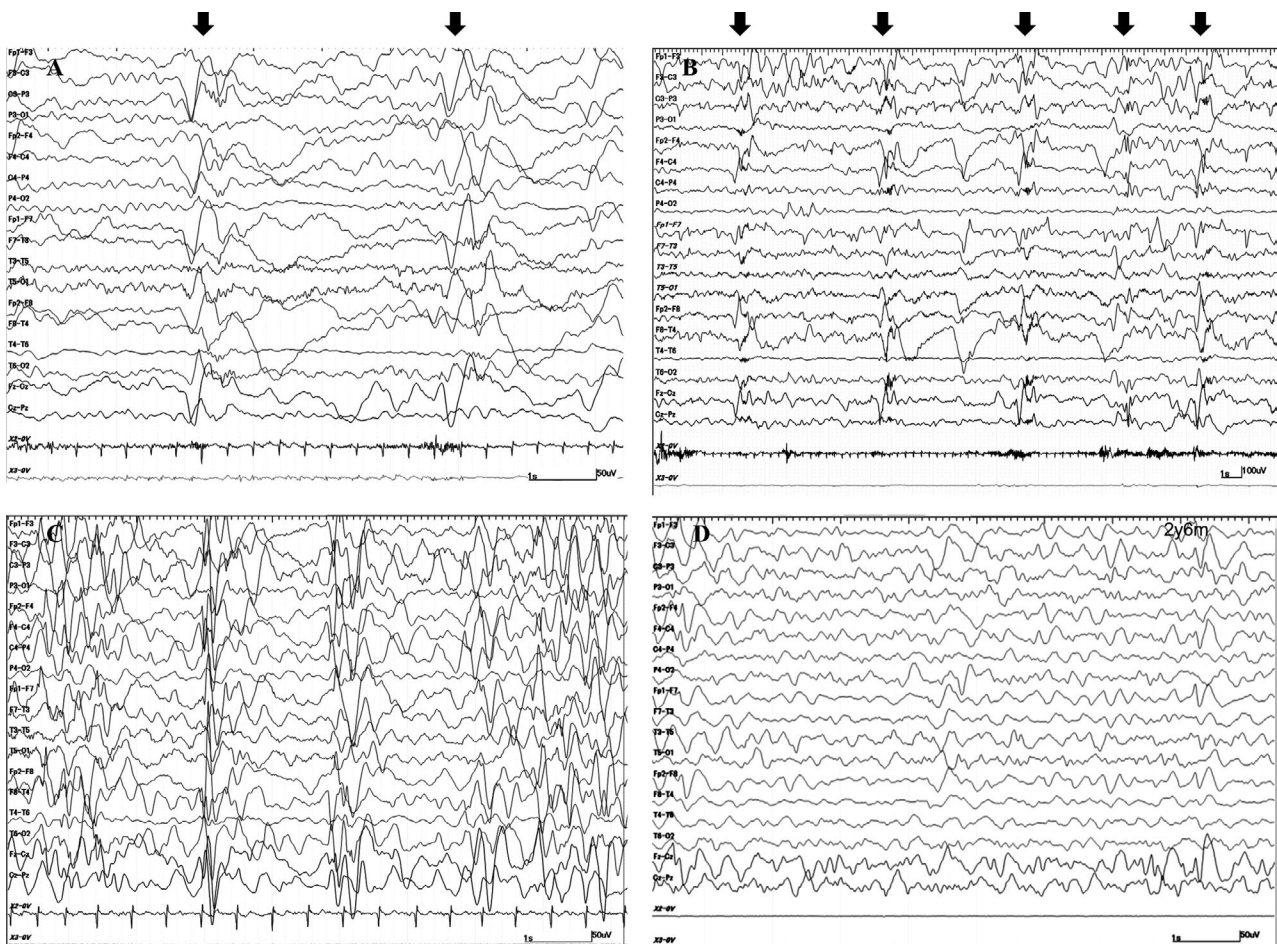 Fp1-F3
A
F3-C3
C3-P3
P3-O1
Fp2-F4
F4-C4
C4-P4
P4-O2
Fp1-F7
F7-T3
T3-T5
T5-O1
Fp2-F8
F8-T4
T4-T6
T6-O2
Fz-Cz
Cz-Pz
X2-0V
X3-0V
1s 50uV
Fp1-F3
B
F3-C3
C3-P3
P3-O1
Fp2-F4
F4-C4
C4-P4
P4-O2
Fp1-F7
F7-T3
T3-T5
T5-O1
Fp2-F8
F8-T4
T4-T6
T6-O2
Fz-Cz
Cz-Pz
X2-0V
X3-0V
1s 100uV
Fp1-F3
C
F3-C3
C3-P3
P3-O1
Fp2-F4
F4-C4
C4-P4
P4-O2
Fp1-F7
F7-T3
T3-T5
T5-O1
Fp2-F8
F8-T4
T4-T6
T6-O2
Fz-Cz
Cz-Pz
X2-0V
X3-0V
1s 50uV
Fp1-F3
D 2y6m
F3-C3
C3-P3
P3-O1
Fp2-F4
F4-C4
C4-P4
P4-O2
Fp1-F7
F7-T3
T3-T5
T5-O1
Fp2-F8
F8-T4
T4-T6
T6-O2
Fz-Cz
Cz-Pz
X2-0V
X3-0V
1s 50uV